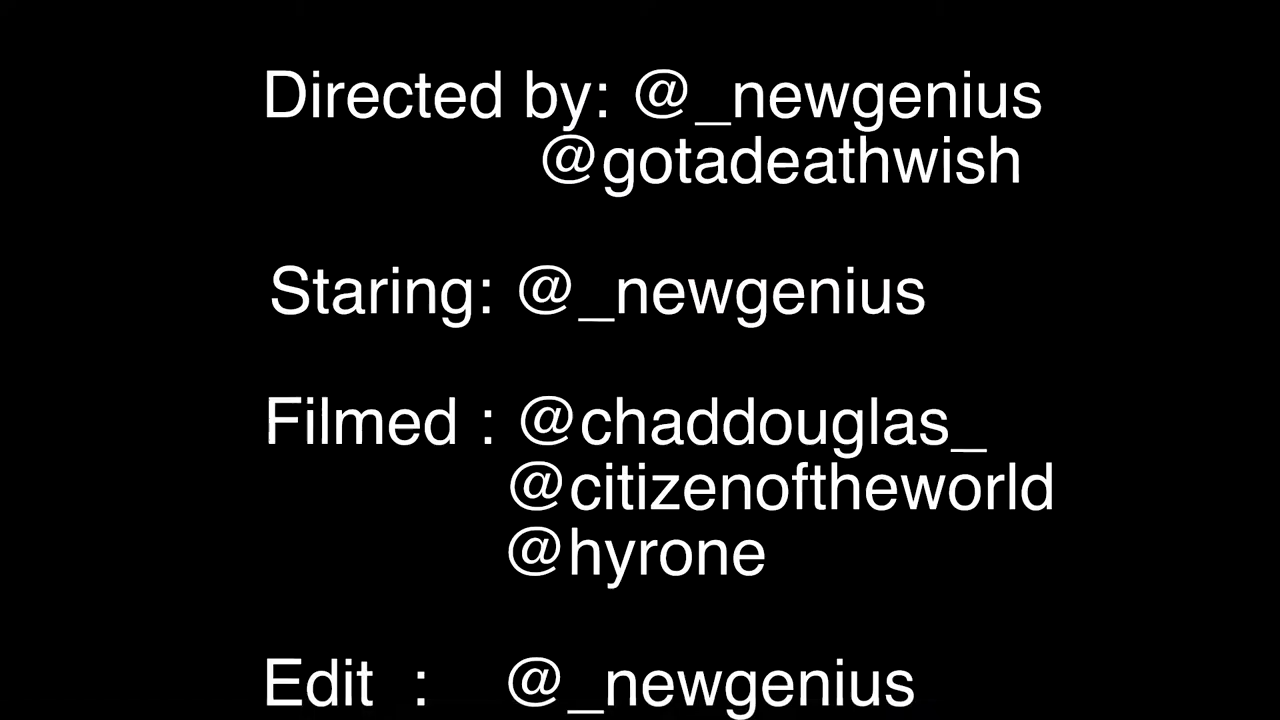 Directed by: @_newgenius
@gotadeathwish
Staring: @_newgenius
Filmed : @chaddouglas_
@citizenoftheworld
@hyrone
Edit : @_newgenius